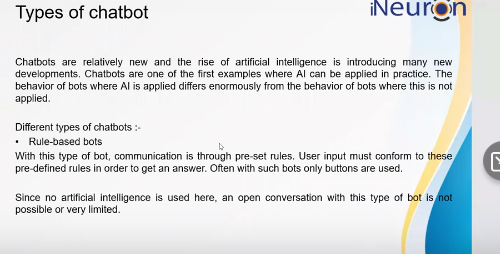 Types of chatbot
iNeuron
Chatbots are relatively new and the rise of artificial intelligence is introducing many new
developments. Chatbots are one of the first examples where AI can be applied in practice. The
behavior of bots where AI is applied differs enormously from the behavior of bots where this is not
applied.
Different types of chatbots :-
• Rule-based bots
With this type of bot, communication is through pre-set rules. User input must conform to these
pre-defined rules in order to get an answer. Often with such bots only buttons are used.
Since no artificial intelligence is used here, an open conversation with this type of bot is not
possible or very limited.